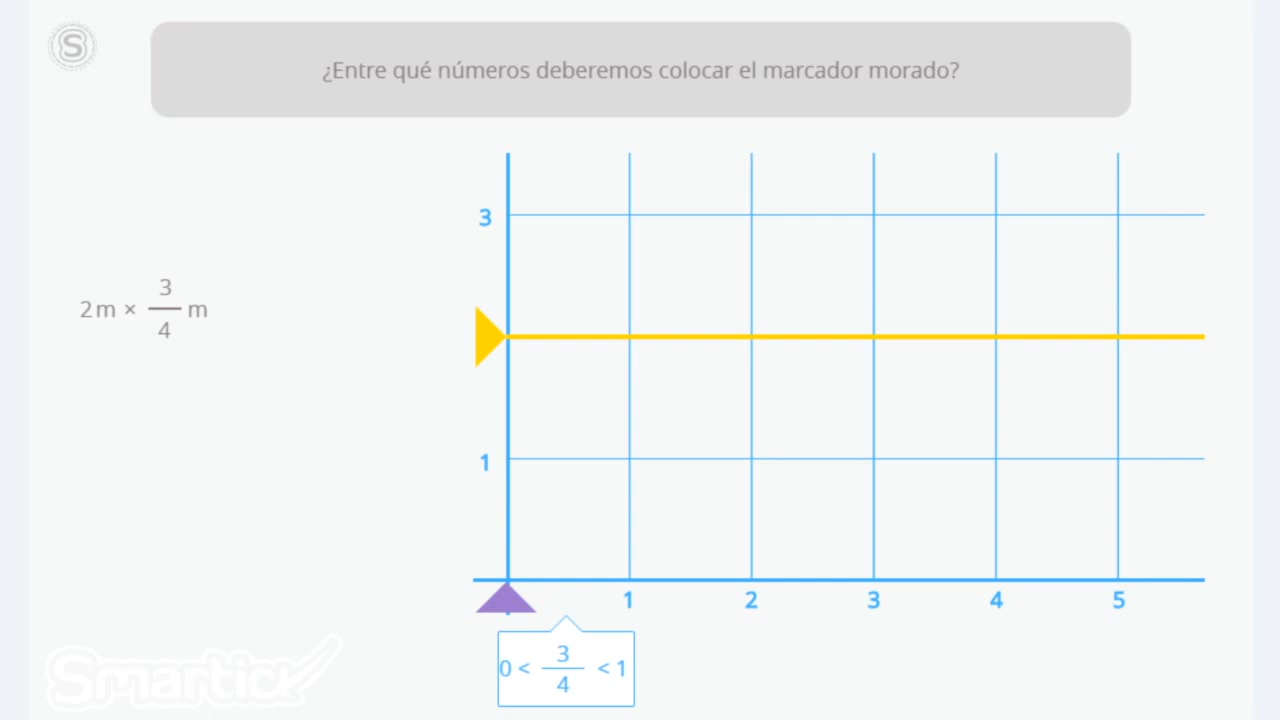 S
¿Entre qué números deberemos colocar el marcador morado?
3
2 m × 3/4 m
1
1 2 3 4 5
0 < 3/4 < 1
Smartick